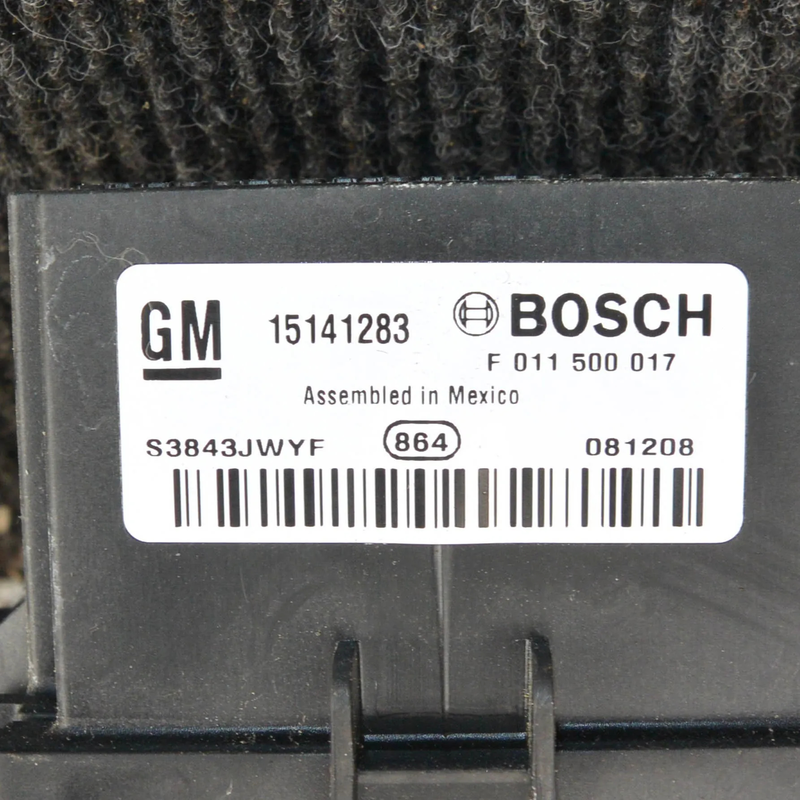 GM 15141283 BOSCH
F 011 500 017
Assembled in Mexico
S3843JWYF 864 081208